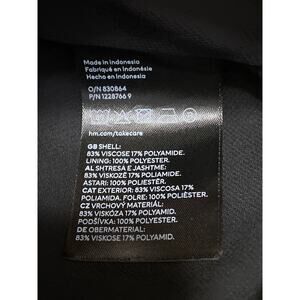 Made in Indonesia
Fabriqué en Indonésie
Hecho en Indonesia
O/N 830864
P/N 1228766 9
hm.com/takecare
GB SHELL:
83% VISCOSE 17% POLYAMIDE.
LINING: 100% POLYESTER.
AL SHTRESA E JASHTME:
83% VISKOZË 17% POLIAMID.
ASTARI: 100% POLIESTËR.
CAT EXTERIOR: 83% VISCOSA 17%
POLIAMIDA. FOLRE: 100% POLIÈSTER.
CZ VRCHOVÝ MATERIÁL:
83% VISKÓZA 17% POLYAMID.
PODŠÍVKA: 100% POLYESTER.
DE OBERMATERIAL:
83% VISKOSE 17% POLYAMID.